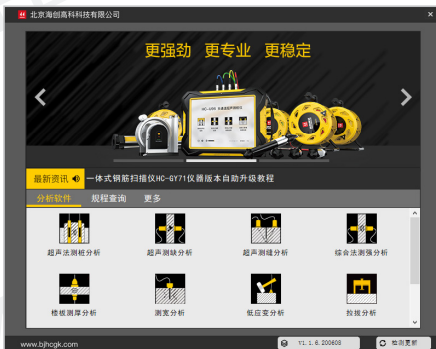 北京海创高科科技有限公司
更强劲 更专业 更稳定
最新资讯 一体式钢筋扫描仪HC-GY71仪器版本自助升级教程
分析软件 规程查询 更多
超声法测桩分析 超声测缺分析 超声测缝分析 综合法测强分析
楼板测厚分析 测宽分析 低应变分析 拉拔分析
www.bjhcgk.com V1.1.6.200608 检测更新